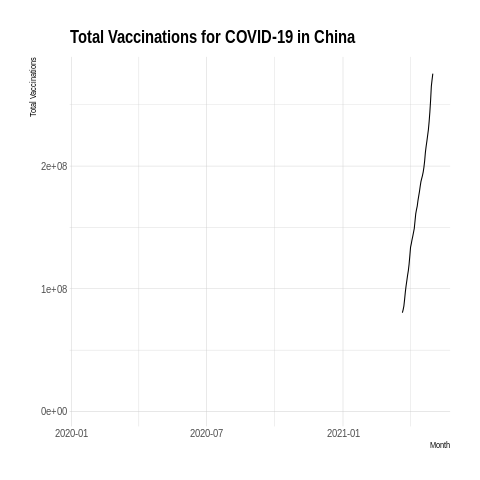 Total Vaccinations for COVID-19 in China
Total Vaccinations
2e+08
1e+08
0e+00
2020-01 2020-07 2021-01
Month